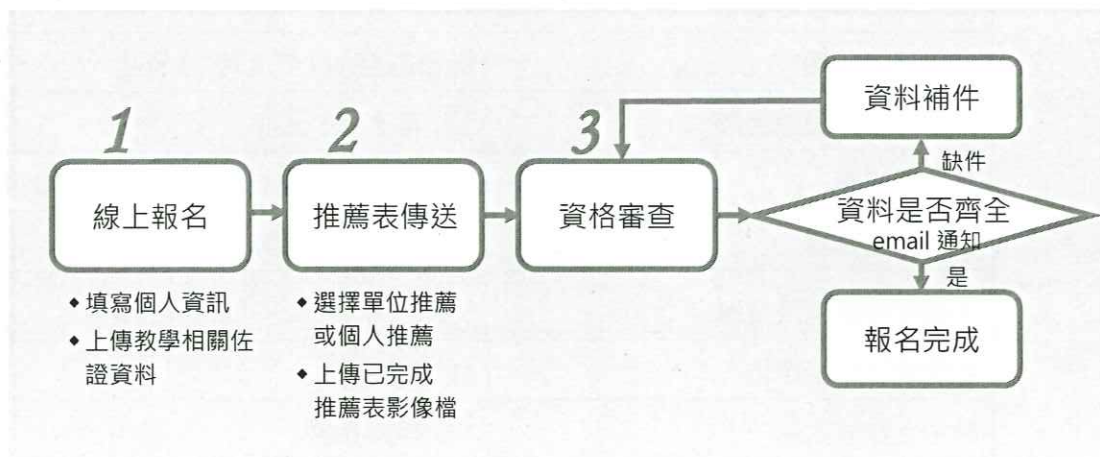 1
線上報名
◆ 填寫個人資訊
◆ 上傳教學相關佐
證資料
2
推薦表傳送
◆ 選擇單位推薦
或個人推薦
◆ 上傳已完成
推薦表影像檔
3
資格審查
資料是否齊全
email 通知
缺件
資料補件
是
報名完成